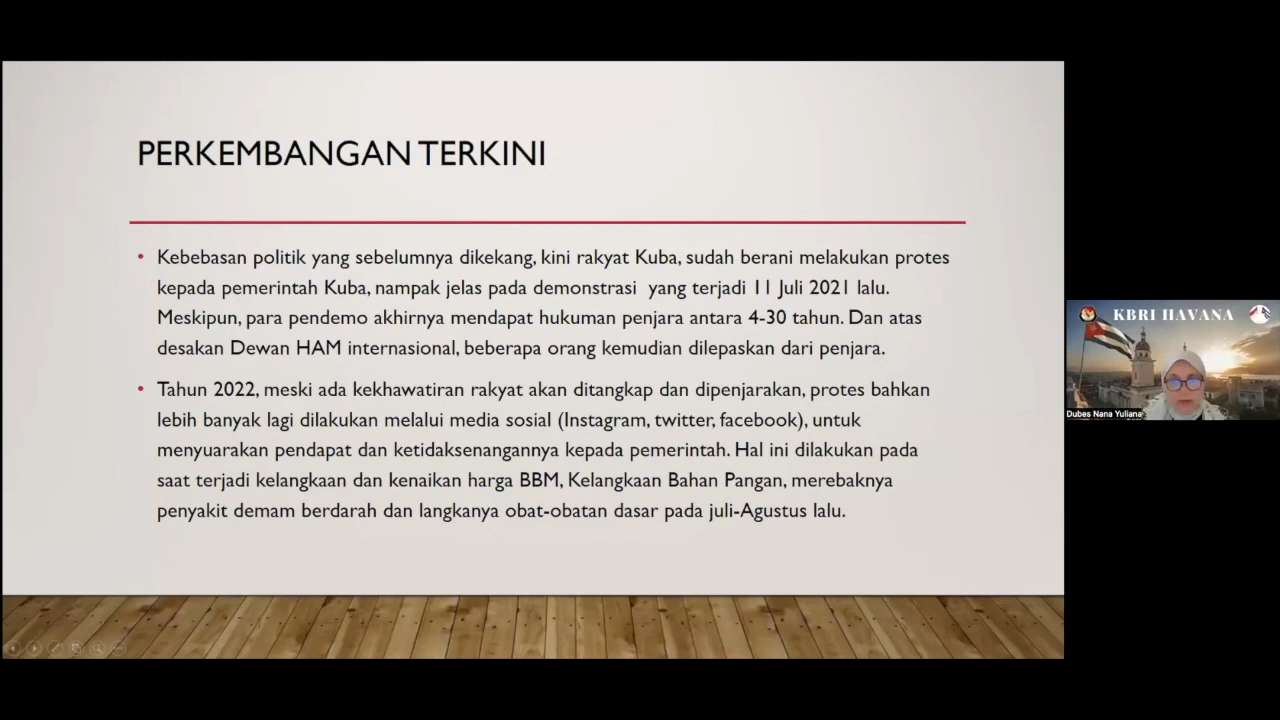 PERKEMBANGAN TERKINI
• Kebebasan politik yang sebelumnya dikekang, kini rakyat Kuba, sudah berani melakukan protes
kepada pemerintah Kuba, nampak jelas pada demonstrasi yang terjadi 11 Juli 2021 lalu.
Meskipun, para pendemo akhirnya mendapat hukuman penjara antara 4-30 tahun. Dan atas
desakan Dewan HAM internasional, beberapa orang kemudian dilepaskan dari penjara.
• Tahun 2022, meski ada kekhawatiran rakyat akan ditangkap dan dipenjarakan, protes bahkan
lebih banyak lagi dilakukan melalui media sosial (Instagram, twitter, facebook), untuk
menyuarakan pendapat dan ketidaksenangannya kepada pemerintah. Hal ini dilakukan pada
saat terjadi kelangkaan dan kenaikan harga BBM, Kelangkaan Bahan Pangan, merebaknya
penyakit demam berdarah dan langkanya obat-obatan dasar pada juli-Agustus lalu.
KBRI HAVANA
Dubes Nana Yuliana